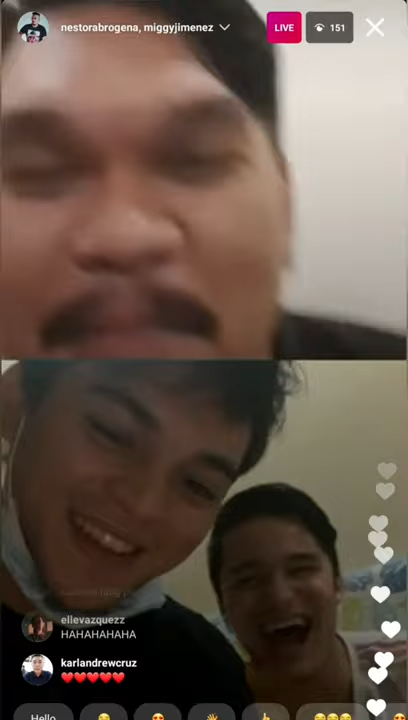 nestorabrogena, miggyjimenez
LIVE
151
ellevazquezz
HAHAHAHAHA
karlandrewcruz
❤️❤️❤️❤️❤️
Hello